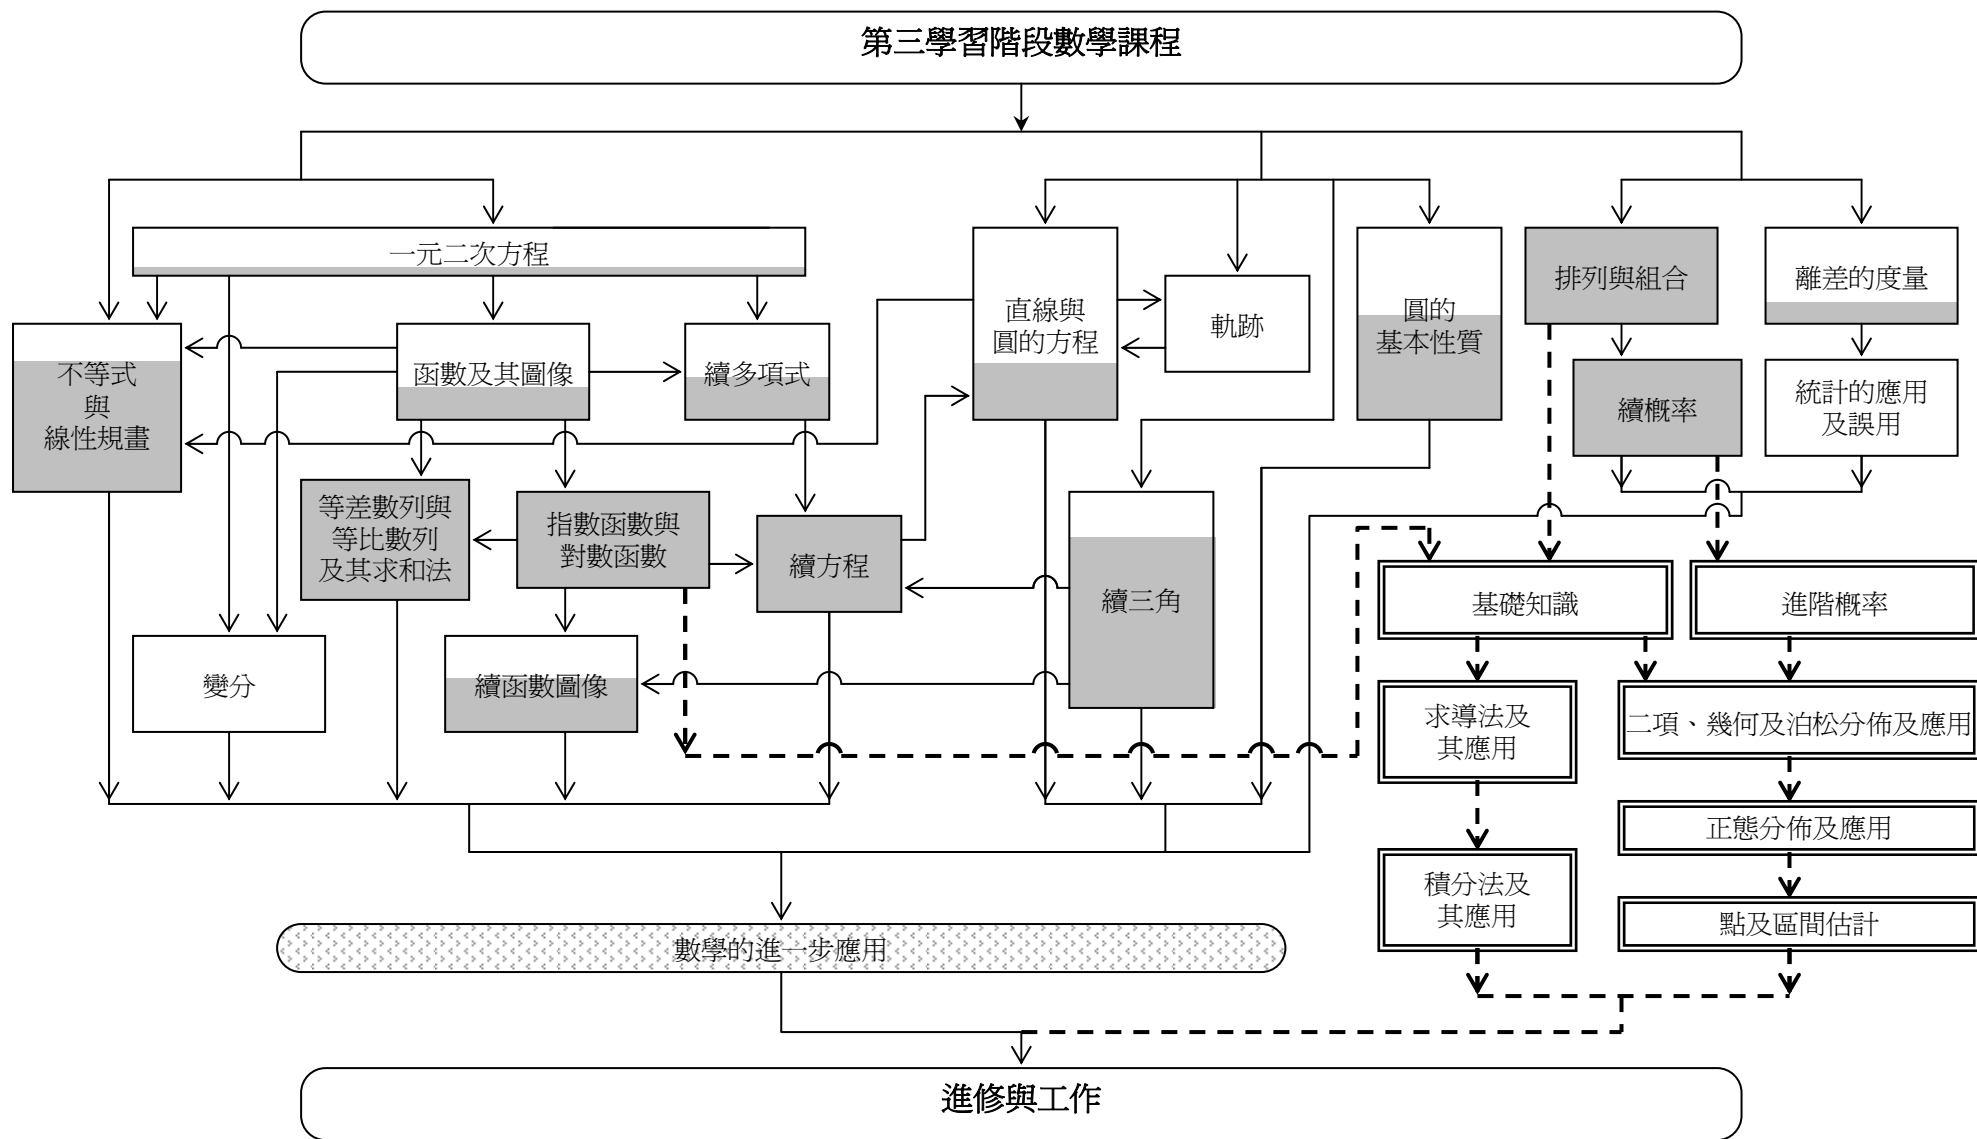 第三學習階段數學課程
一元二次方程
不等式
與
線性規畫
函數及其圖像
續多項式
直線與
圓的方程
軌跡
圓的
基本性質
排列與組合
離差的度量
續概率
統計的應用
及誤用
等差數列與
等比數列
及其求和法
指數函數與
對數函數
續方程
續三角
變分
續函數圖像
基礎知識
進階概率
求導法及
其應用
二項、幾何及泊松分佈及應用
正態分佈及應用
積分法及
其應用
點及區間估計
數學的進一步應用
進修與工作